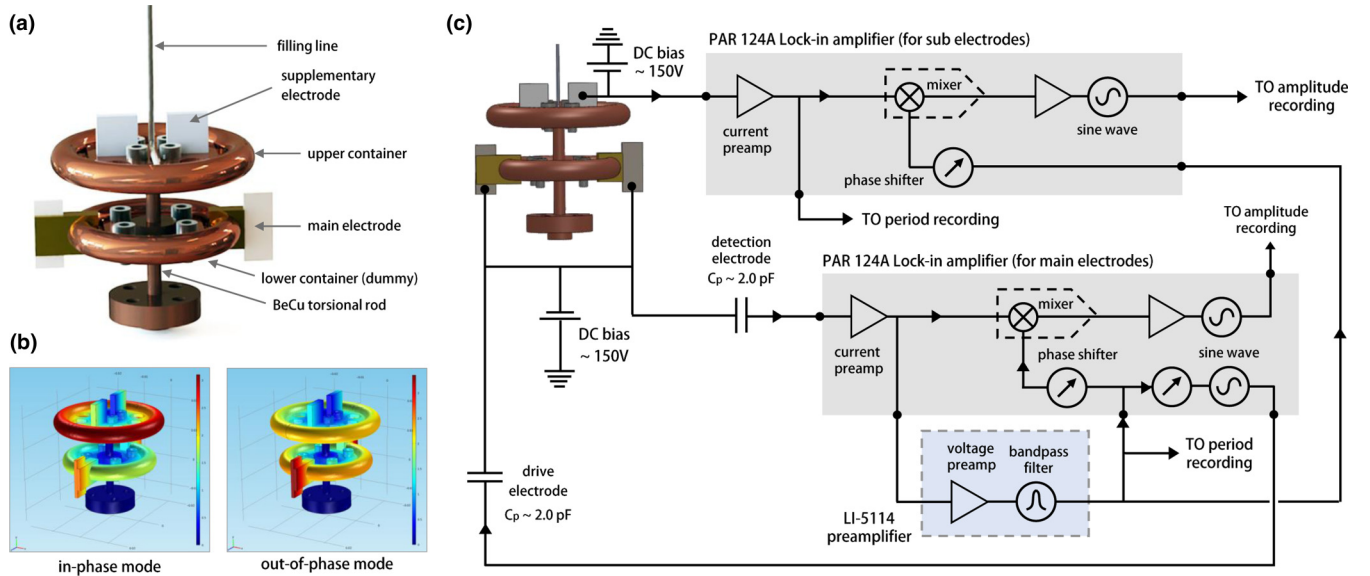 (a)
filling line
supplementary
electrode
upper container
main electrode
lower container (dummy)
BeCu torsional rod
(b)
in-phase mode
out-of-phase mode
(c)
DC bias
~ 150V
PAR 124A Lock-in amplifier (for sub electrodes)
mixer
current
preamp
sine wave
phase shifter
TO amplitude
recording
TO period recording
detection
electrode
Cp ~ 2.0 pF
DC bias
~ 150V
PAR 124A Lock-in amplifier (for main electrodes)
TO amplitude
recording
mixer
current
preamp
phase shifter
sine wave
TO period
recording
voltage
preamp
bandpass
filter
LI-5114
preamplifier
drive
electrode
Cp ~ 2.0 pF